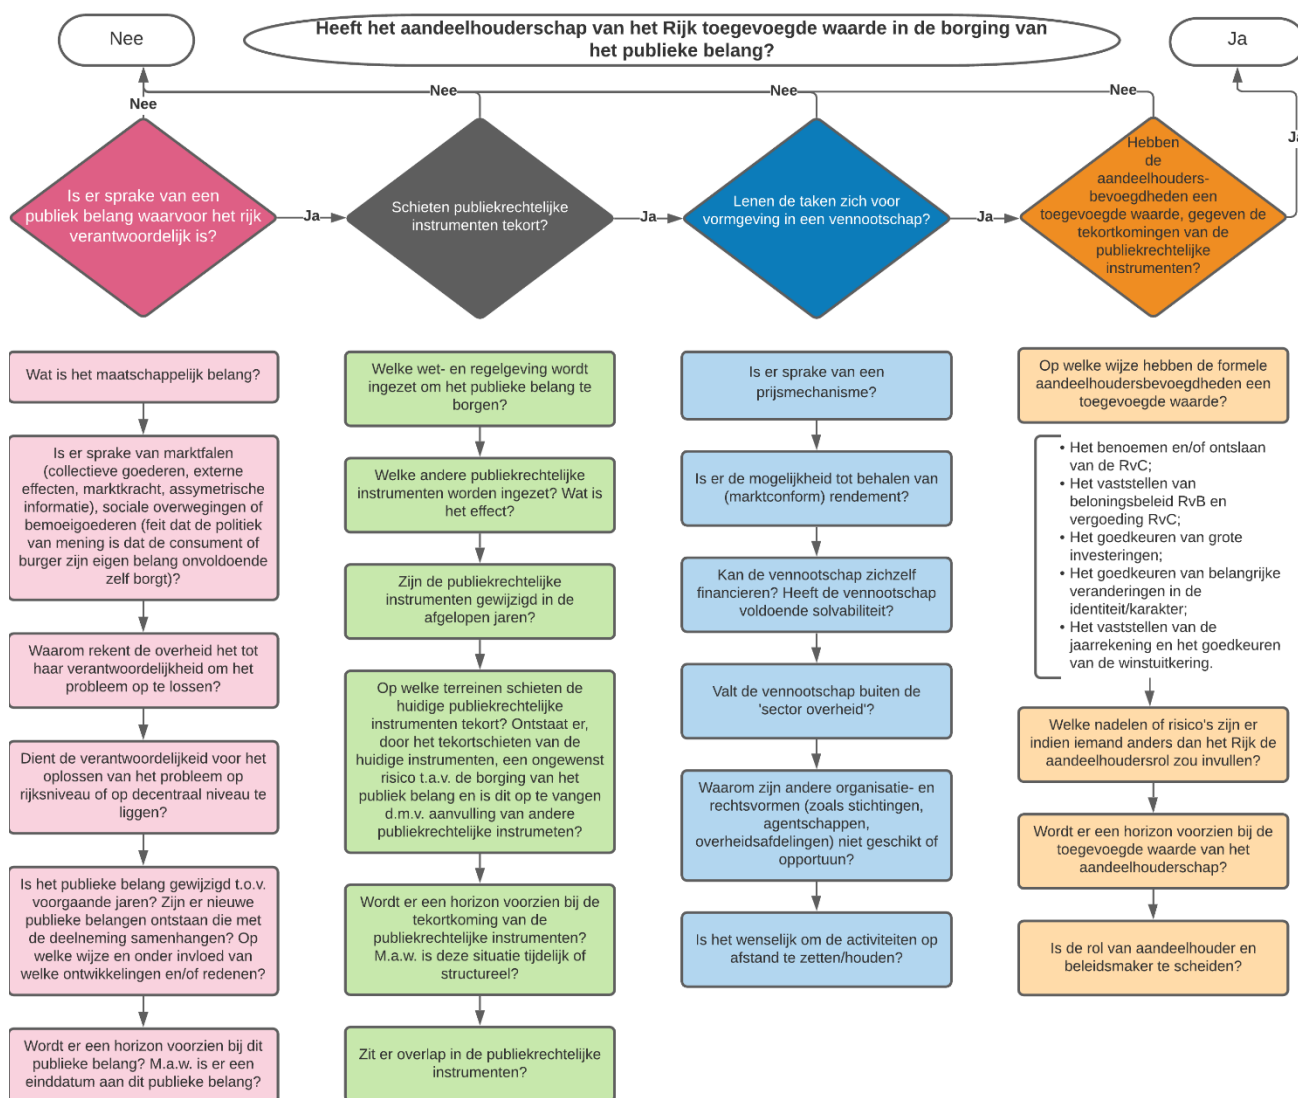 Nee
Heeft het aandeelhouderschap van het Rijk toegevoegde waarde in de borging van
het publieke belang?
Ja
Nee
Nee
Nee
Nee
Ja
Is er sprake van een
publiek belang waarvoor het rijk
verantwoordelijk is?
Ja
Schieten publiekrechtelijke
instrumenten tekort?
Ja
Lenen de taken zich voor
vormgeving in een vennootschap?
Ja
Hebben
de
aandeelhouders-
bevoegdheden een
toegevoegde waarde, gegeven de
tekortkomingen van de
publiekrechtelijke
instrumenten?
Wat is het maatschappelijk belang?
Is er sprake van marktfalen
(collectieve goederen, externe
effecten, marktkracht, assymetrische
informatie), sociale overwegingen of
bemoeigoederen (feit dat de politiek
van mening is dat de consument of
burger zijn eigen belang onvoldoende
zelf borgt)?
Waarom rekent de overheid het tot
haar verantwoordelijkheid om het
probleem op te lossen?
Dient de verantwoordelijkeid voor het
oplossen van het probleem op
rijksniveau of op decentraal niveau te
liggen?
Is het publieke belang gewijzigd t.o.v.
voorgaande jaren? Zijn er nieuwe
publieke belangen ontstaan die met
de deelneming samenhangen? Op
welke wijze en onder invloed van
welke ontwikkelingen en/of redenen?
Wordt er een horizon voorzien bij dit
publieke belang? M.a.w. is er een
einddatum aan dit publieke belang?
Welke wet- en regelgeving wordt
ingezet om het publieke belang te
borgen?
Welke andere publiekrechtelijke
instrumenten worden ingezet? Wat is
het effect?
Zijn de publiekrechtelijke
instrumenten gewijzigd in de
afgelopen jaren?
Op welke terreinen schieten de
huidige publiekrechtelijke
instrumenten tekort? Ontstaat er,
door het tekortschieten van de
huidige instrumenten, een ongewenst
risico t.a.v. de borging van het
publiek belang en is dit op te vangen
d.m.v. aanvulling van andere
publiekrechtelijke instrumeten?
Wordt er een horizon voorzien bij de
tekortkoming van de
publiekrechtelijke instrumenten?
M.a.w. is deze situatie tijdelijk of
structureel?
Zit er overlap in de publiekrechtelijke
instrumenten?
Is er sprake van een
prijsmechanisme?
Is er de mogelijkheid tot behalen van
(marktconform) rendement?
Kan de vennootschap zichzelf
financieren? Heeft de vennootschap
voldoende solvabiliteit?
Valt de vennootschap buiten de
'sector overheid'?
Waarom zijn andere organisatie- en
rechtsvormen (zoals stichtingen,
agentschappen,
overheidsafdelingen) niet geschikt of
opportuun?
Is het wenselijk om de activiteiten op
afstand te zetten/houden?
Op welke wijze hebben de formele
aandeelhoudersbevoegdheden een
toegevoegde waarde?
• Het benoemen en/of ontslaan
van de RvC;
• Het vaststellen van
beloningsbeleid RvB en
vergoeding RvC;
• Het goedkeuren van grote
investeringen;
• Het goedkeuren van belangrijke
veranderingen in de
identiteit/karakter;
• Het vaststellen van de
jaarrekening en het goedkeuren
van de winstuitkering.
Welke nadelen of risico's zijn er
indien iemand anders dan het Rijk de
aandeelhoudersrol zou invullen?
Wordt er een horizon voorzien bij de
toegevoegde waarde van het
aandeelhouderschap?
Is de rol van aandeelhouder en
beleidsmaker te scheiden?